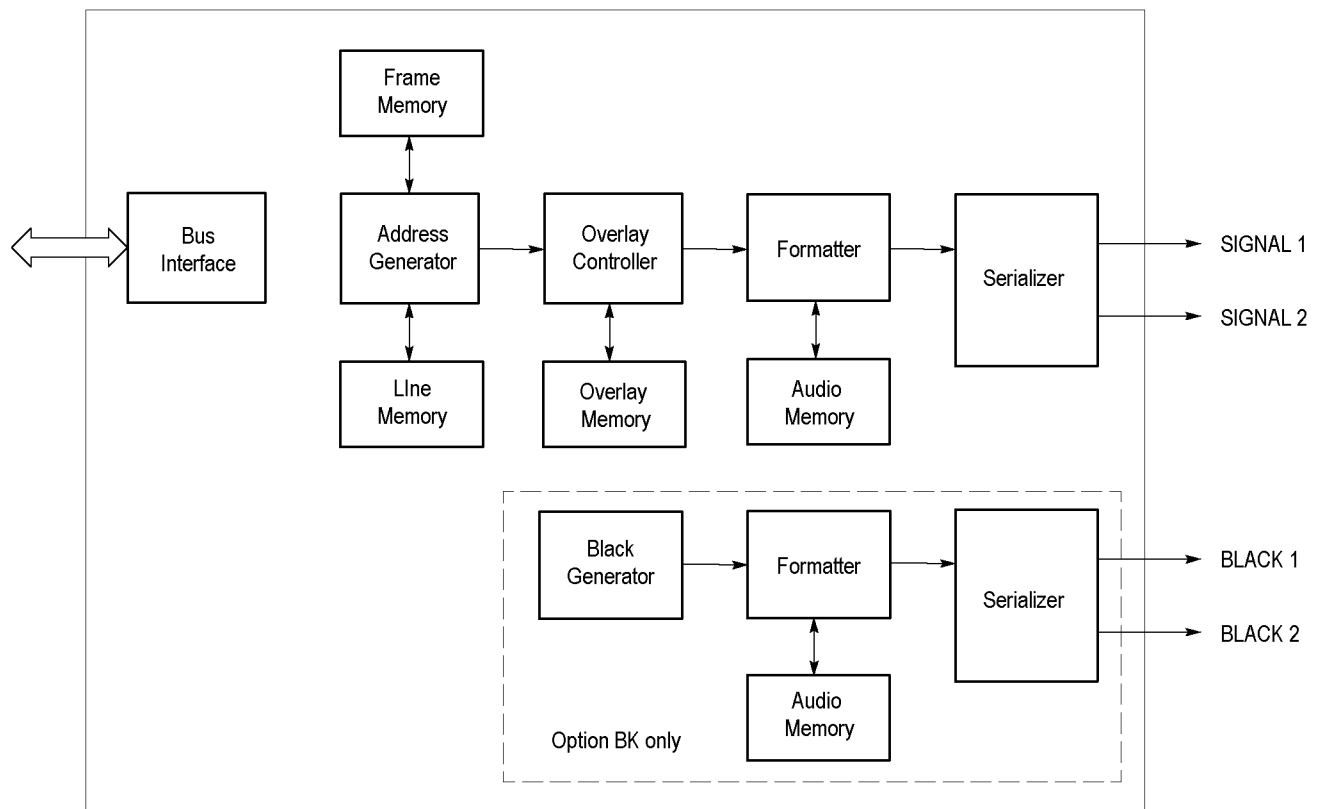 Frame
Memory
Bus
Interface
Address
Generator
Overlay
Controller
Formatter
Serializer
SIGNAL 1
SIGNAL 2
LIne
Memory
Overlay
Memory
Audio
Memory
Black
Generator
Formatter
Serializer
BLACK 1
BLACK 2
Audio
Memory
Option BK only